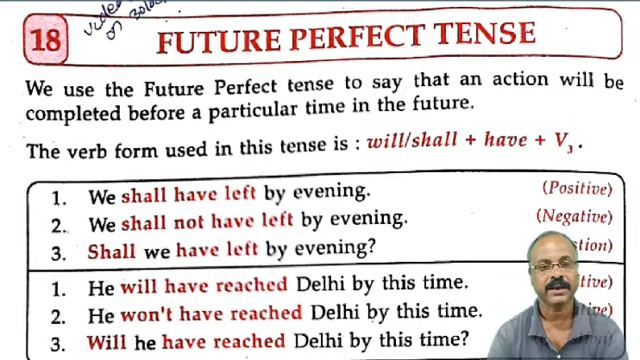 video
on
18 FUTURE PERFECT TENSE
We use the Future Perfect tense to say that an action will be
completed before a particular time in the future.
The verb form used in this tense is : will/shall + have + V₃ .
1. We shall have left by evening. (Positive)
2. We shall not have left by evening. (Negative)
3. Shall we have left by evening?
1. He will have reached Delhi by this time.
2. He won't have reached Delhi by this time.
3. Will he have reached Delhi by this time?